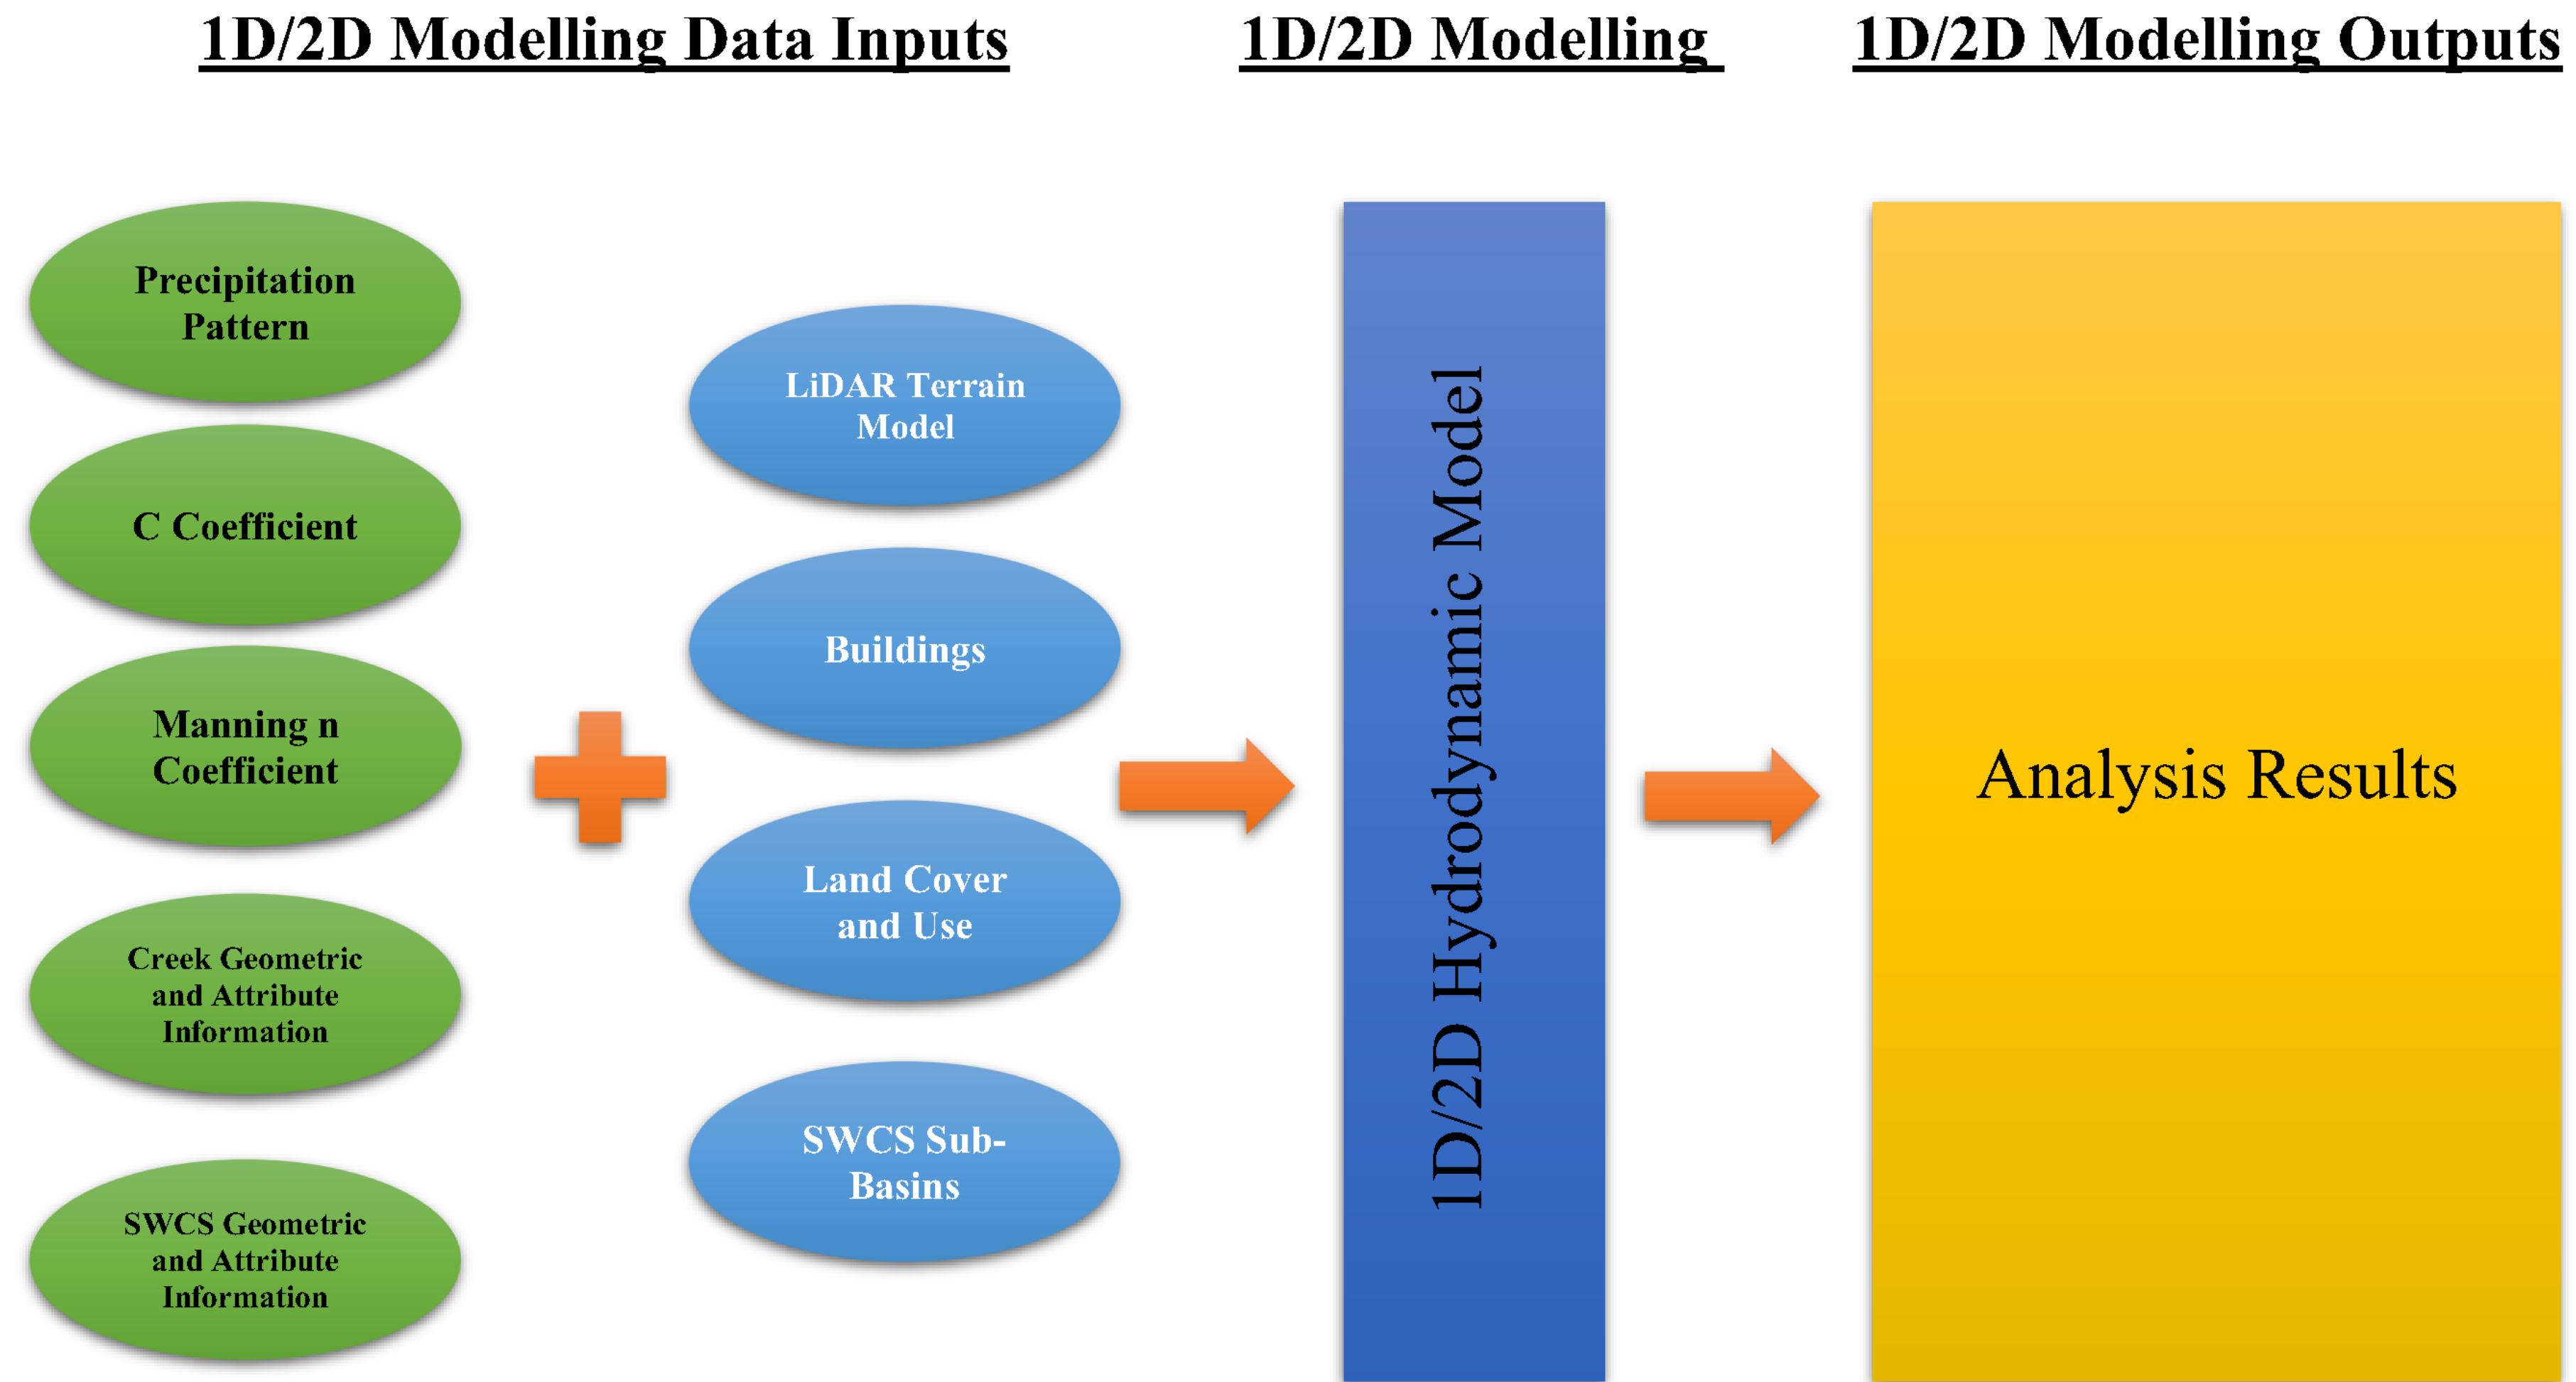 1D/2D Modelling Data Inputs
1D/2D Modelling
1D/2D Modelling Outputs
Precipitation
Pattern
C Coefficient
Manning n
Coefficient
Creek Geometric
and Attribute
Information
SWCS Geometric
and Attribute
Information
LiDAR Terrain
Model
Buildings
Land Cover
and Use
SWCS Sub-
Basins
1D/2D Hydrodynamic Model
Analysis Results